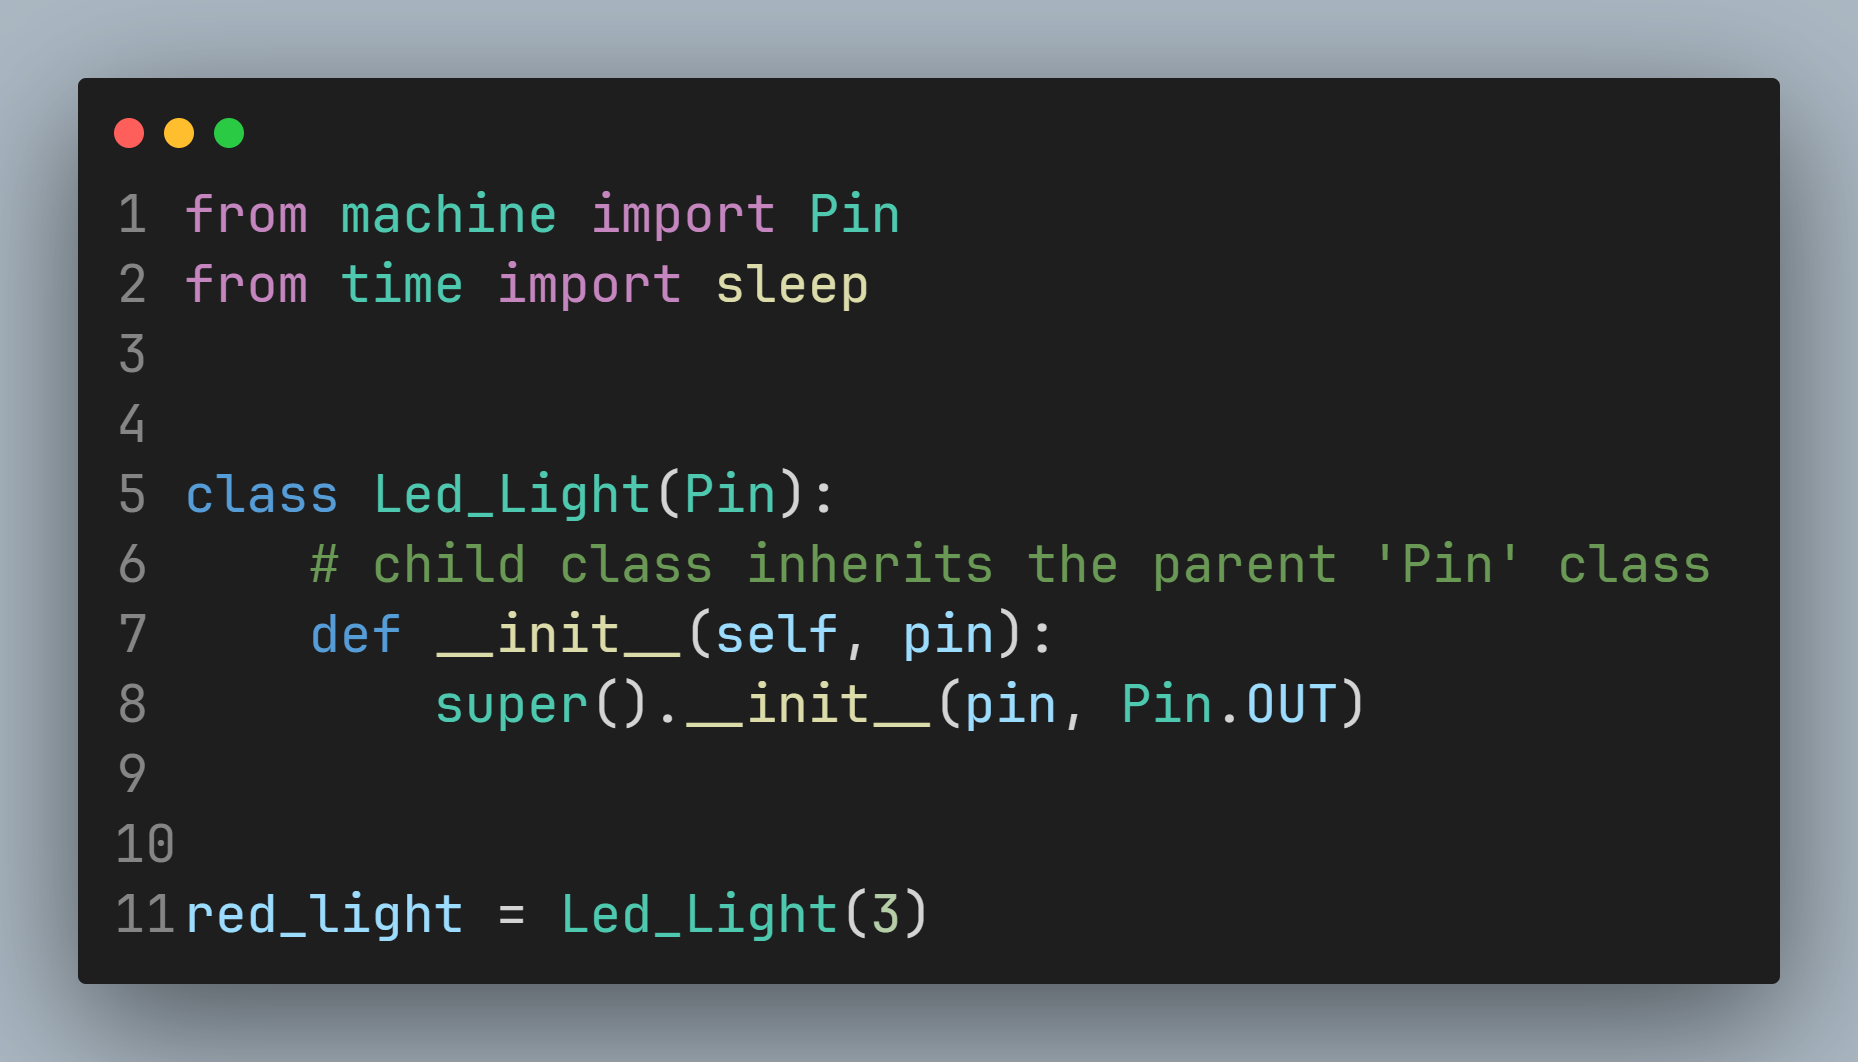 1 from machine import Pin
2 from time import sleep
3
4
5 class Led_Light(Pin):
6     # child class inherits the parent 'Pin' class
7     def __init__(self, pin):
8         super().__init__(pin, Pin.OUT)
9
10
11 red_light = Led_Light(3)